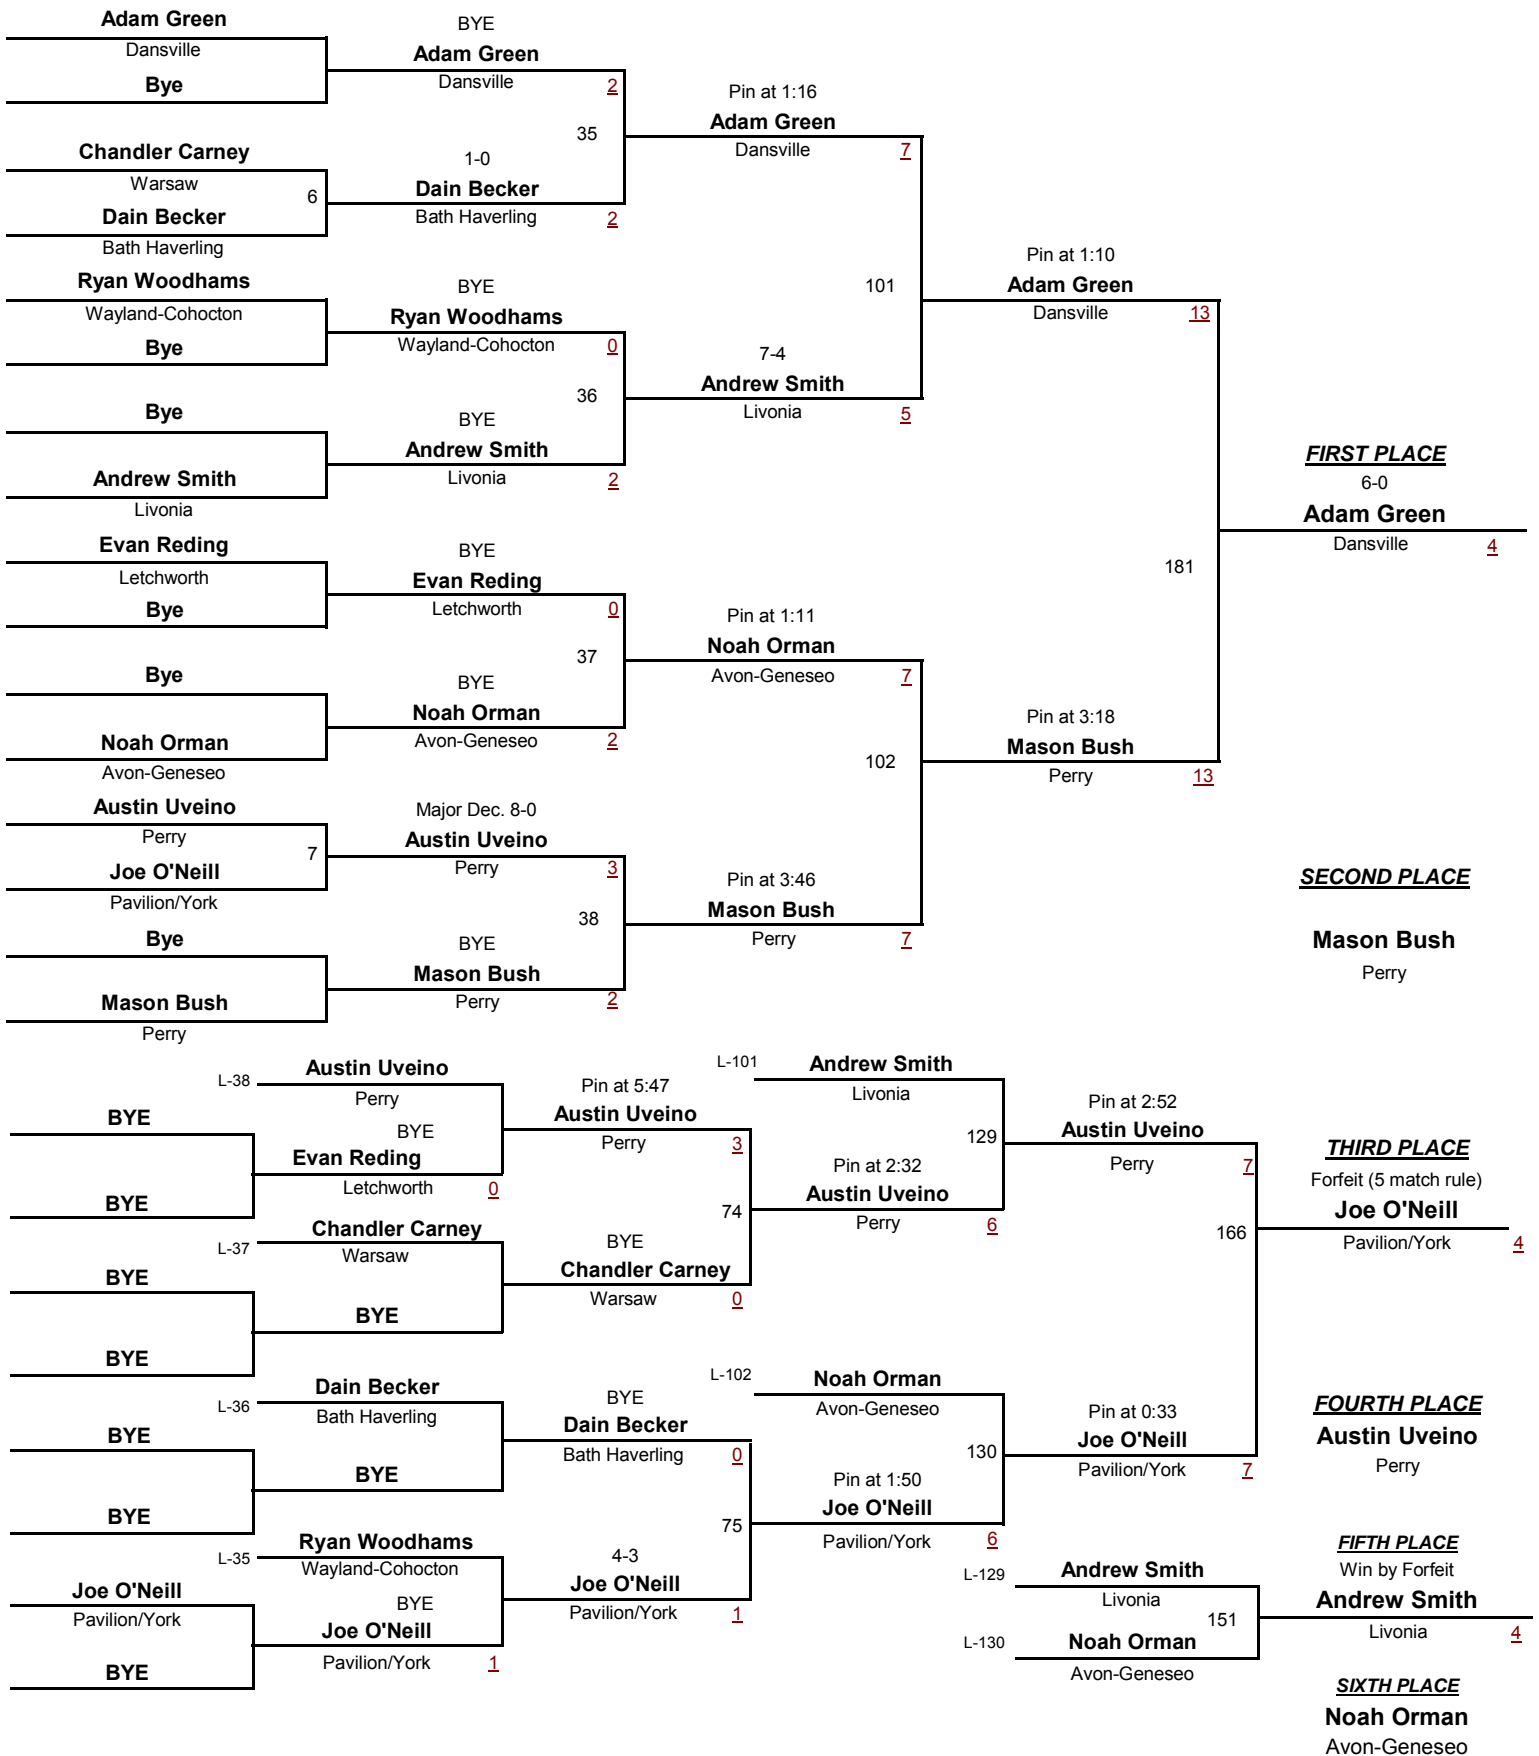 Adam Green
Dansville
Bye
Chandler Carney
Warsaw
6
Dain Becker
Bath Haverling
Ryan Woodhams
Wayland-Cohocton
Bye
Bye
Andrew Smith
Livonia
Evan Reding
Letchworth
Bye
Bye
Noah Orman
Avon-Geneseo
Austin Uveino
Perry
7
Joe O'Neill
Pavilion/York
Bye
Mason Bush
Perry
BYE
Adam Green
Dansville
2
35
1-0
Dain Becker
Bath Haverling
2
BYE
Ryan Woodhams
Wayland-Cohocton
0
36
BYE
Andrew Smith
Livonia
2
BYE
Evan Reding
Letchworth
0
37
BYE
Noah Orman
Avon-Geneseo
2
Major Dec. 8-0
Austin Uveino
Perry
3
38
BYE
Mason Bush
Perry
2
Pin at 1:16
Adam Green
Dansville
7
101
7-4
Andrew Smith
Livonia
5
Pin at 1:11
Noah Orman
Avon-Geneseo
7
102
Pin at 3:46
Mason Bush
Perry
7
Pin at 1:10
Adam Green
Dansville
13
181
Pin at 3:18
Mason Bush
Perry
13
FIRST PLACE
6-0
Adam Green
Dansville
4
SECOND PLACE
Mason Bush
Perry
BYE
BYE
BYE
BYE
BYE
BYE
Joe O'Neill
Pavilion/York
BYE
L-38
Austin Uveino
Perry
BYE
Evan Reding
Letchworth
0
L-37
Chandler Carney
Warsaw
BYE
L-36
Dain Becker
Bath Haverling
BYE
L-35
Ryan Woodhams
Wayland-Cohocton
BYE
Joe O'Neill
Pavilion/York
1
Pin at 5:47
Austin Uveino
Perry
3
74
BYE
Chandler Carney
Warsaw
0
BYE
Dain Becker
Bath Haverling
0
75
4-3
Joe O'Neill
Pavilion/York
1
L-101
Andrew Smith
Livonia
129
Pin at 2:32
Austin Uveino
Perry
6
L-102
Noah Orman
Avon-Geneseo
130
Pin at 1:50
Joe O'Neill
Pavilion/York
6
Pin at 2:52
Austin Uveino
Perry
7
166
Pin at 0:33
Joe O'Neill
Pavilion/York
7
L-129
Andrew Smith
Livonia
151
L-130
Noah Orman
Avon-Geneseo
THIRD PLACE
Forfeit (5 match rule)
Joe O'Neill
Pavilion/York
4
FOURTH PLACE
Austin Uveino
Perry
FIFTH PLACE
Win by Forfeit
Andrew Smith
Livonia
4
SIXTH PLACE
Noah Orman
Avon-Geneseo